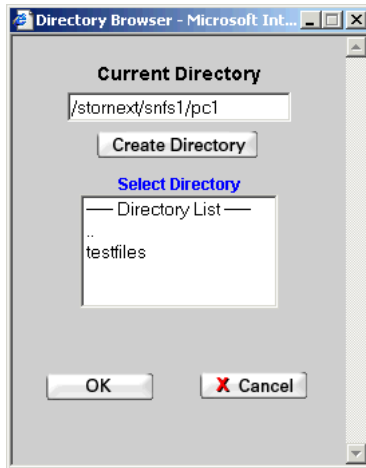 Directory Browser - Microsoft Int...
Current Directory
/stornext/snfs1/pc1
Create Directory
Select Directory
── Directory List ──
..
testfiles
OK
X Cancel